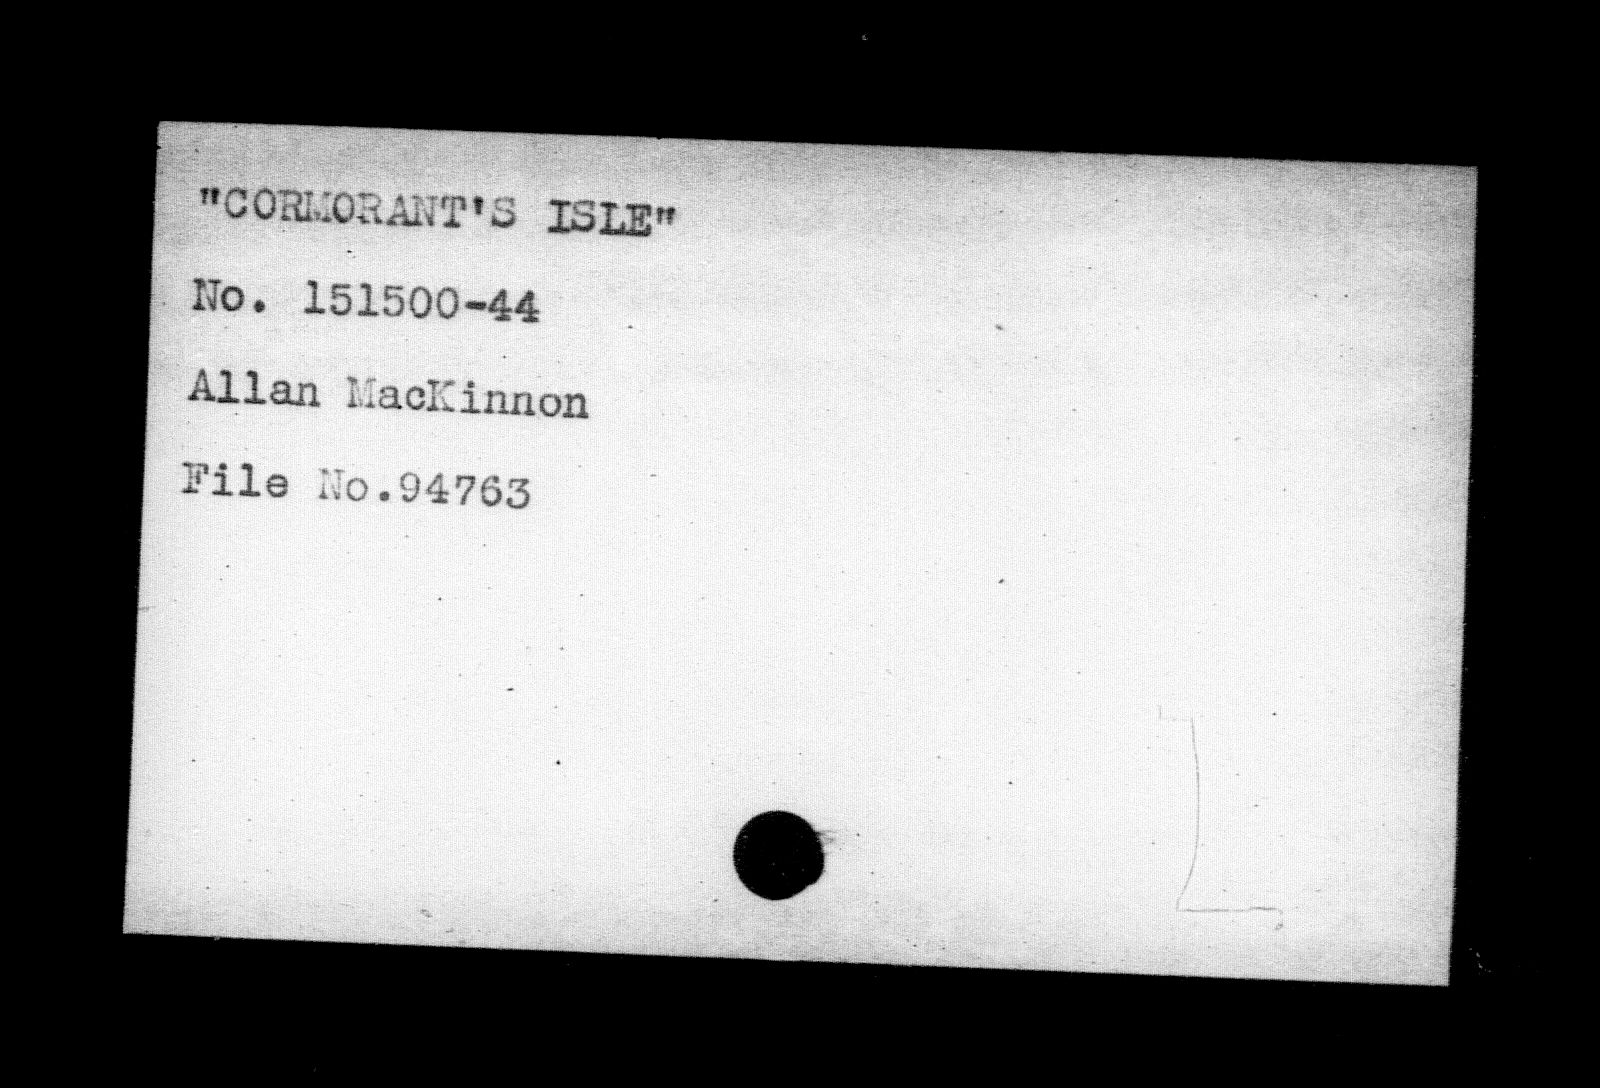 "CORMORANT'S ISLE"
No. 151500-44
Allan MacKinnon
File No.94763